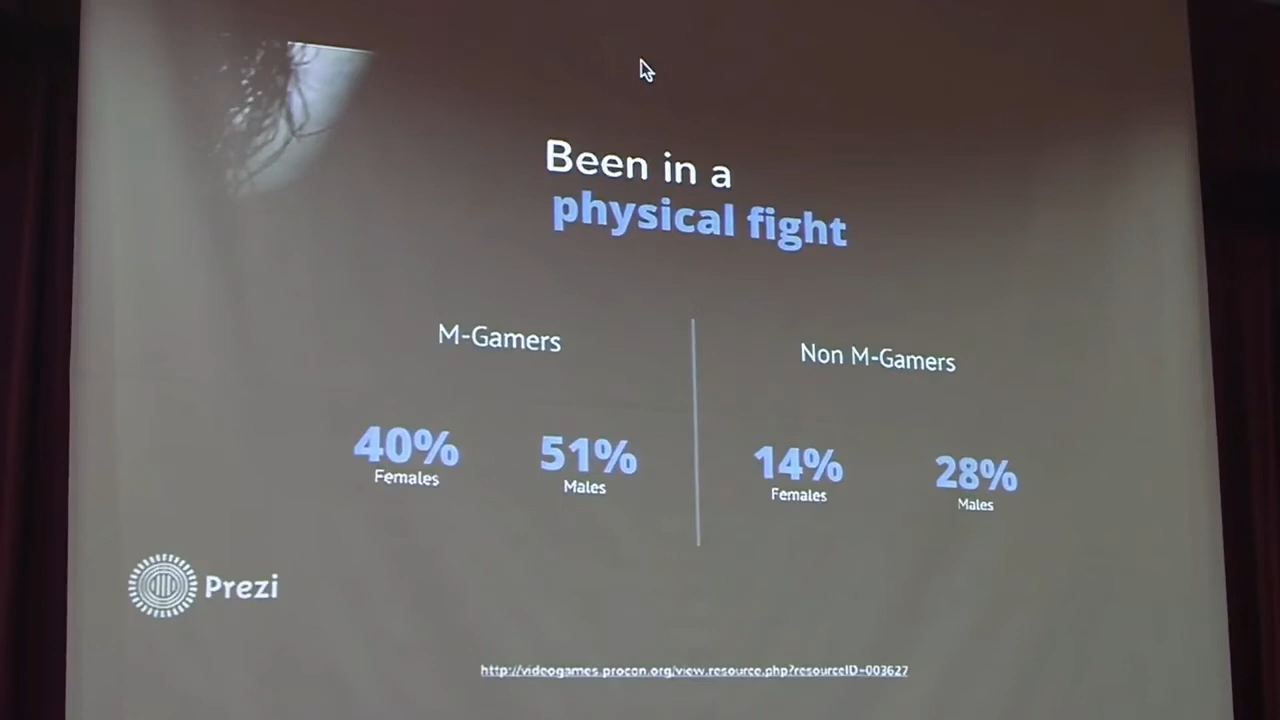 Been in a
physical fight
M-Gamers
Non M-Gamers
40%
51%
14%
28%
Females
Males
Females
Males
Prezi
http://videogames.procon.org/view.resource.php?resourceID=003627